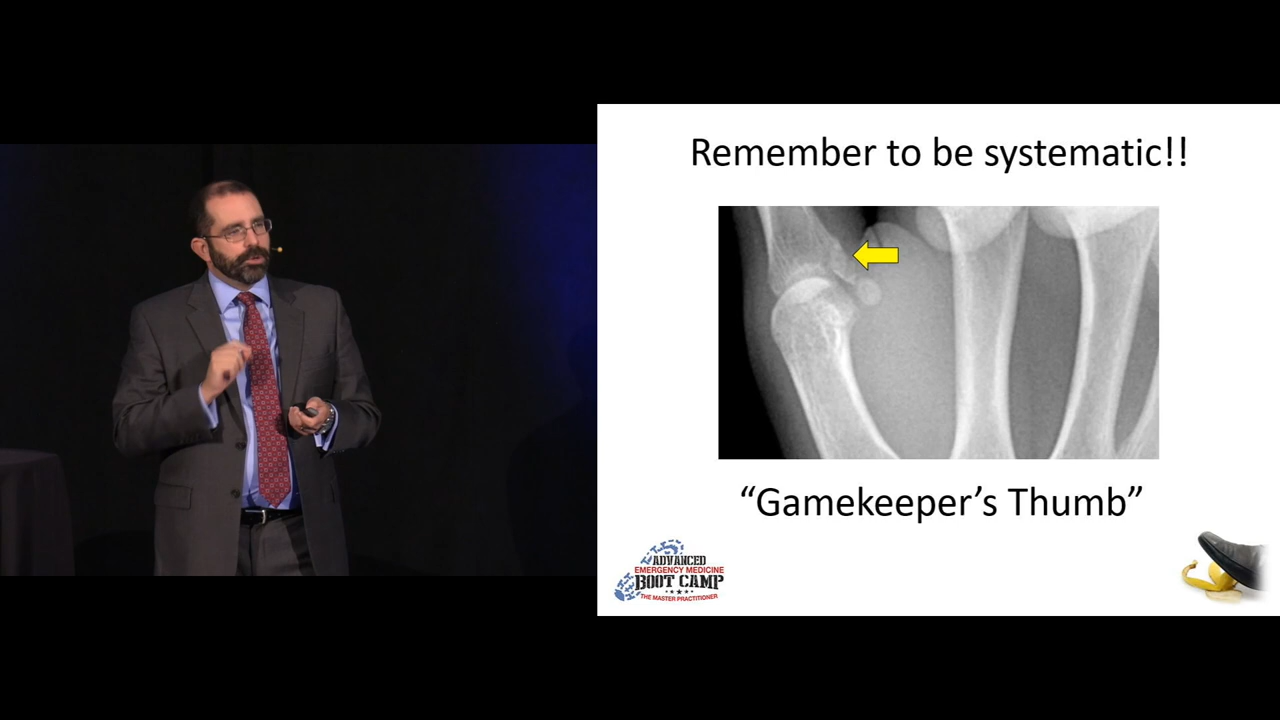 Remember to be systematic!!
“Gamekeeper’s Thumb”
ADVANCED
EMERGENCY MEDICINE
BOOT CAMP
THE MASTER PRACTITIONER